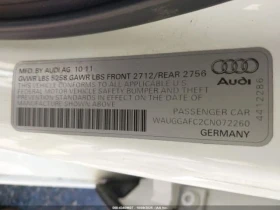 MFD. BY AUDI AG. 10 11
GVWR LBS 5258 GAWR LBS FRONT 2712/REAR 2756
THIS VEHICLE CONFORMS TO ALL APPLICABLE
FEDERAL MOTOR VEHICLE SAFETY BUMPER AND THEFT
PREVENTION STANDARDS IN EFFECT ON THE DATE OF
MANUFACTURE SHOWN ABOVE.
Audi
PASSENGER CAR
WAUGGAFC2CN072260
GERMANY
4412286